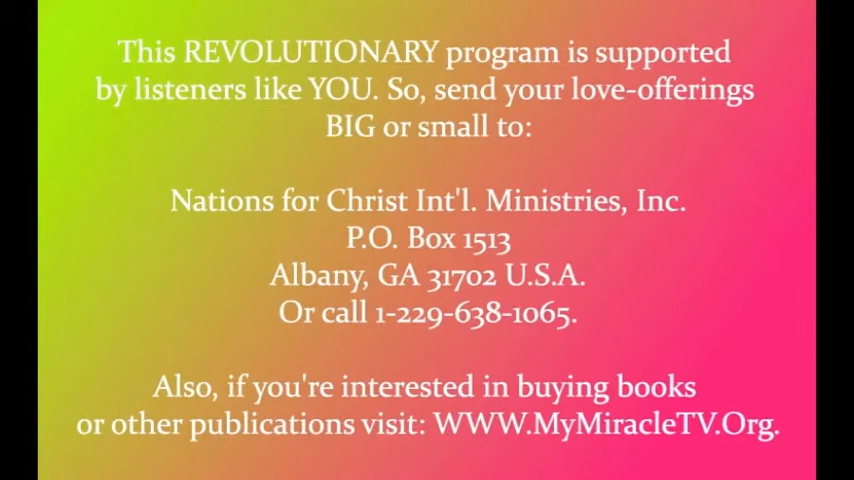 This REVOLUTIONARY program is supported
by listeners like YOU. So, send your love-offerings
BIG or small to:
Nations for Christ Int'l. Ministries, Inc.
P.O. Box 1513
Albany, GA 31702 U.S.A.
Or call 1-229-638-1065.
Also, if you're interested in buying books
or other publications visit: WWW.MyMiracleTV.Org.